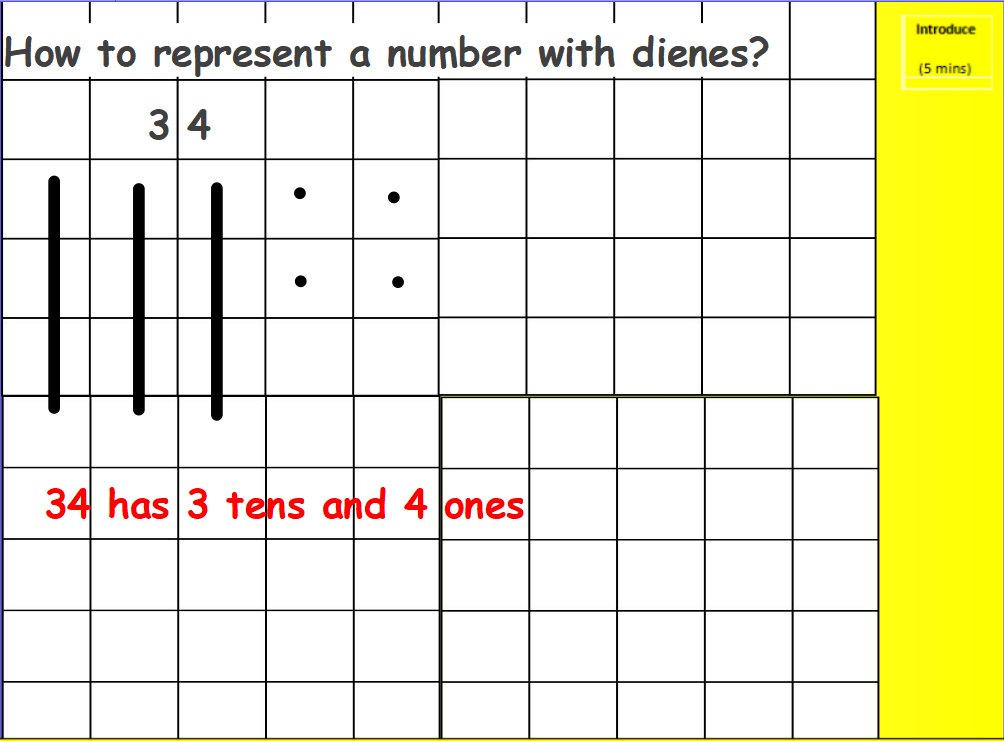 How to represent a number with dienes?
Introduce
(5 mins)
3 4
34 has 3 tens and 4 ones